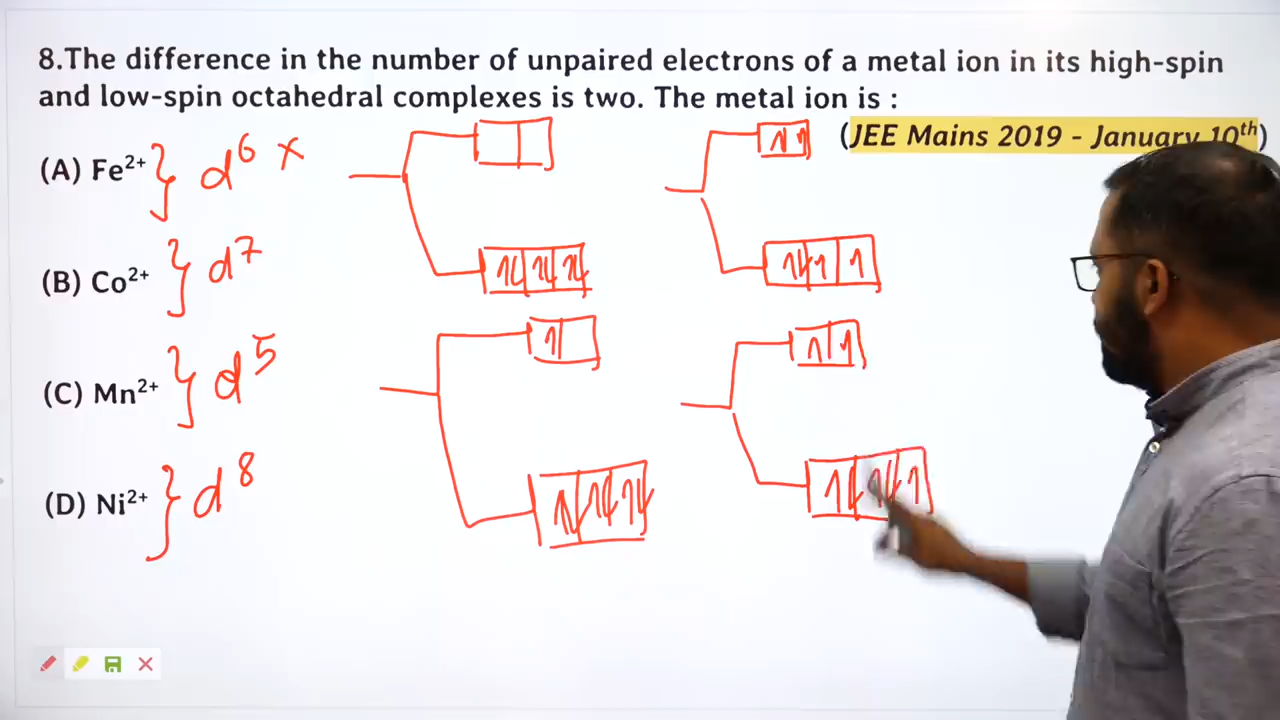 8.The difference in the number of unpaired electrons of a metal ion in its high-spin
and low-spin octahedral complexes is two. The metal ion is :
(JEE Mains 2019 - January 10th)
(A) Fe2+ } d6 x
(B) Co2+ } d7
(C) Mn2+ } d5
(D) Ni2+ } d8